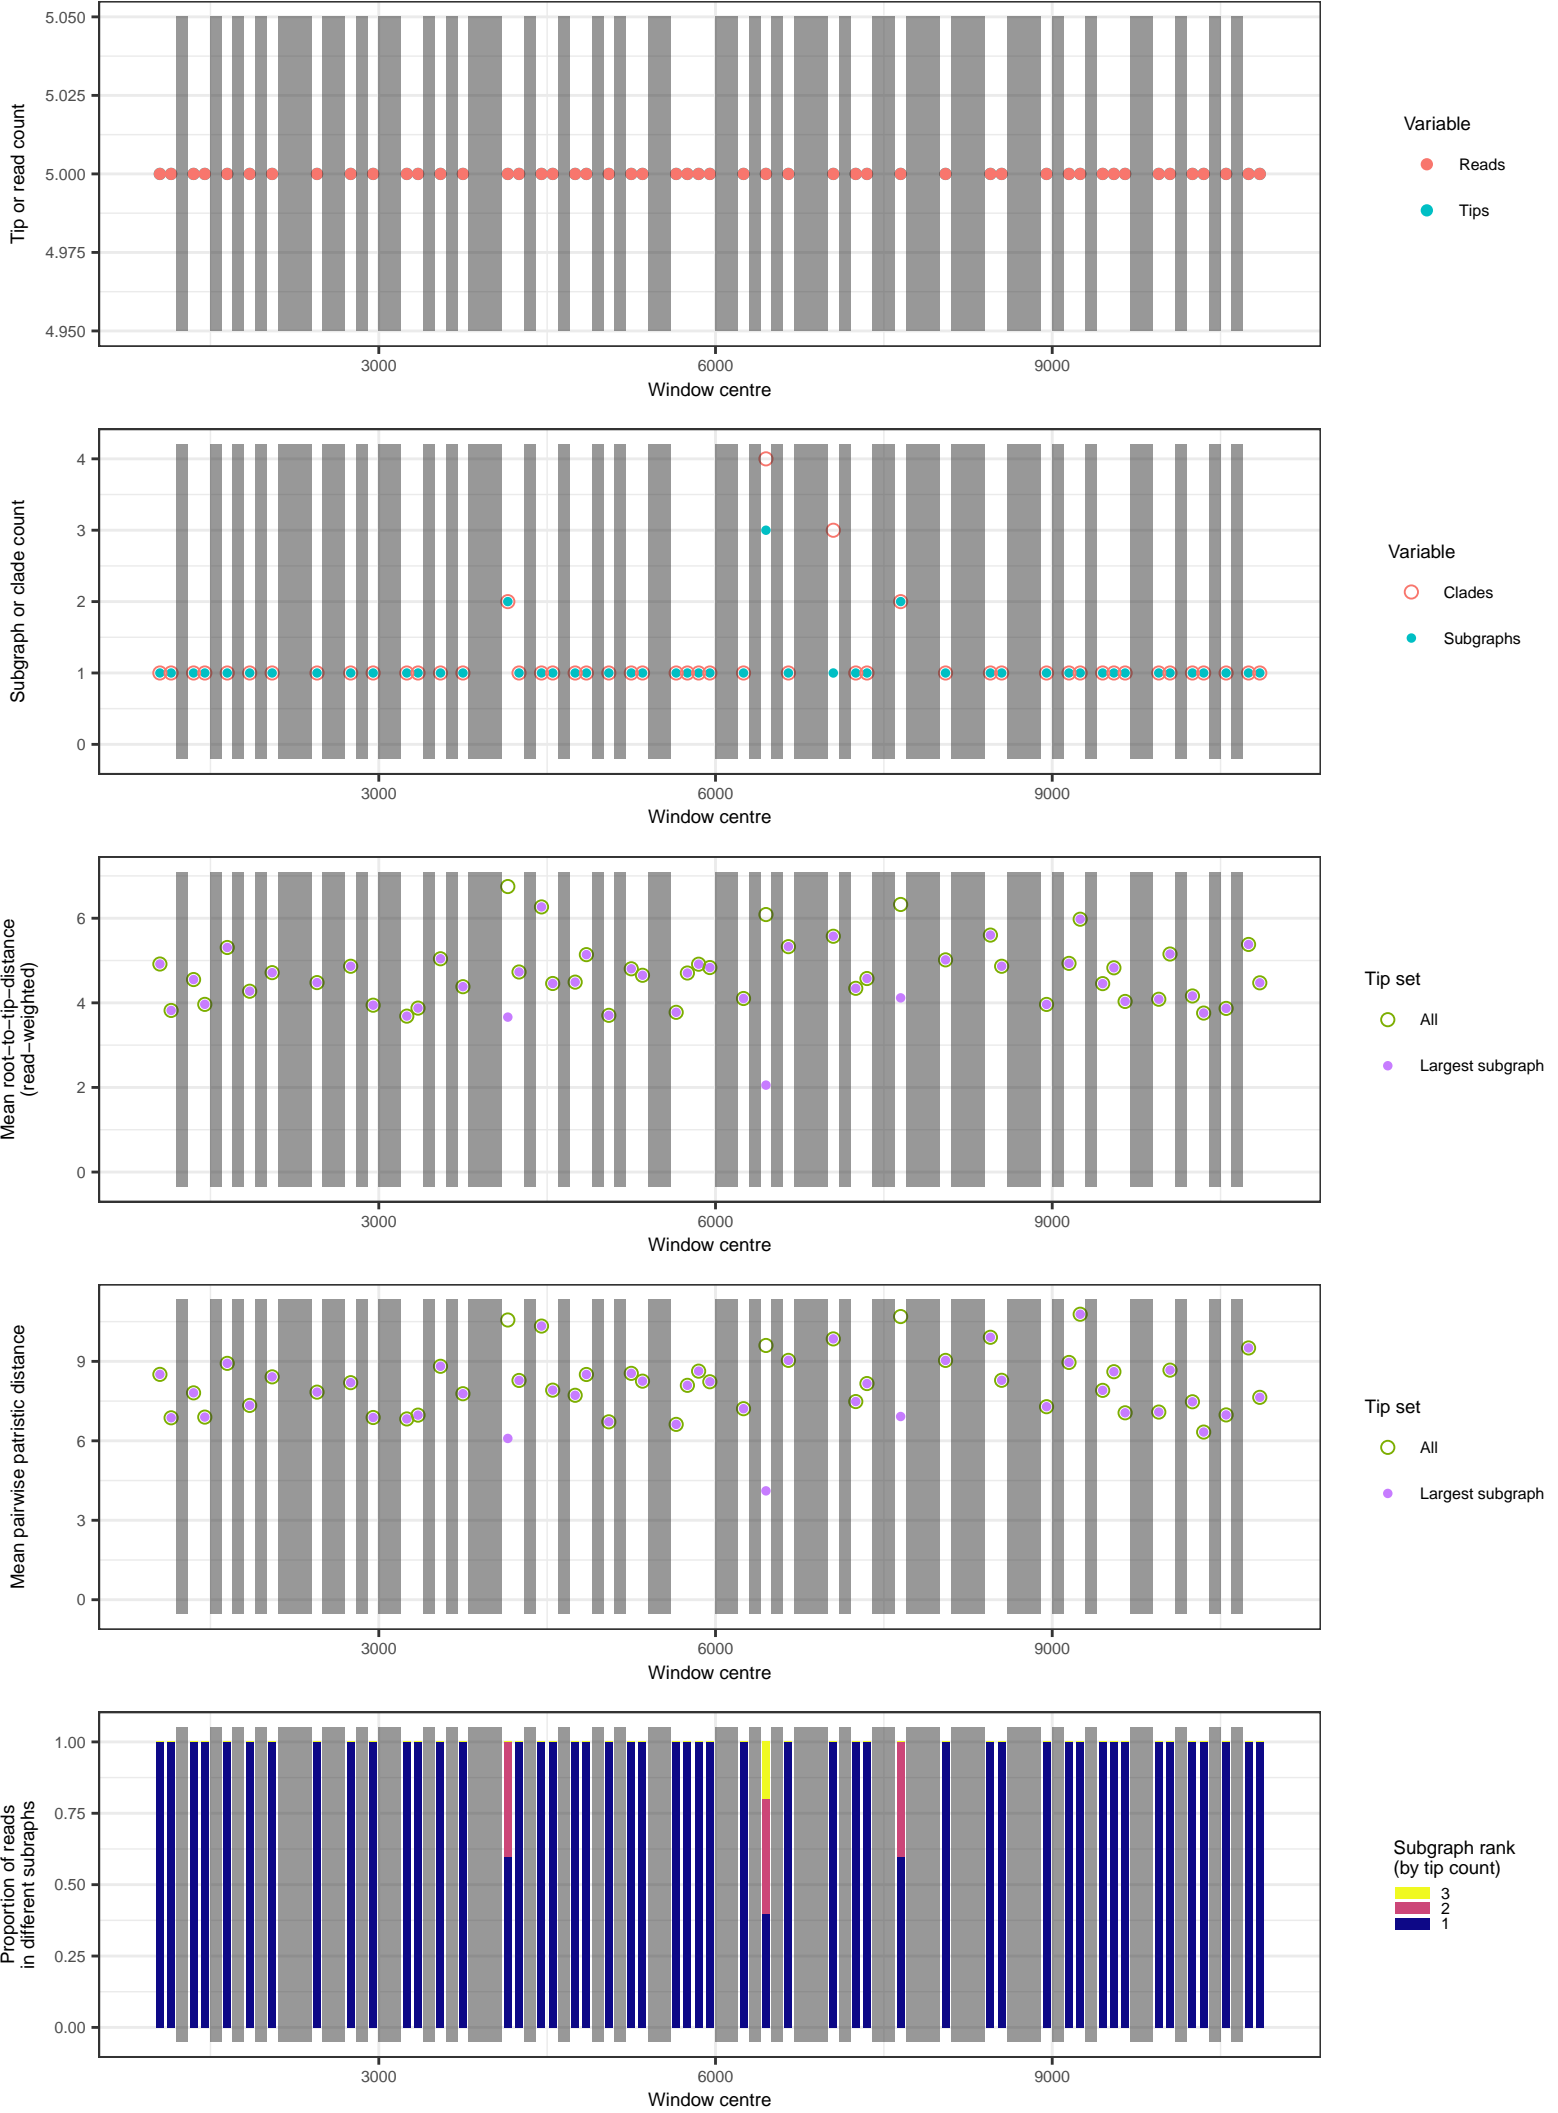 5.050
5.025
5.000
4.975
4.950
Tip or read count
3000
6000
9000
Window centre
Variable
Reads
Tips
4
3
2
1
0
Subgraph or clade count
3000
6000
9000
Window centre
Variable
Clades
Subgraphs
6
4
2
0
Mean root−to−tip−distance
(read−weighted)
3000
6000
9000
Window centre
Tip set
All
Largest subgraph
9
6
3
0
Mean pairwise patristic distance
3000
6000
9000
Window centre
Tip set
All
Largest subgraph
1.00
0.75
0.50
0.25
0.00
Proportion of reads
in different subraphs
3000
6000
9000
Window centre
Subgraph rank
(by tip count)
3
2
1